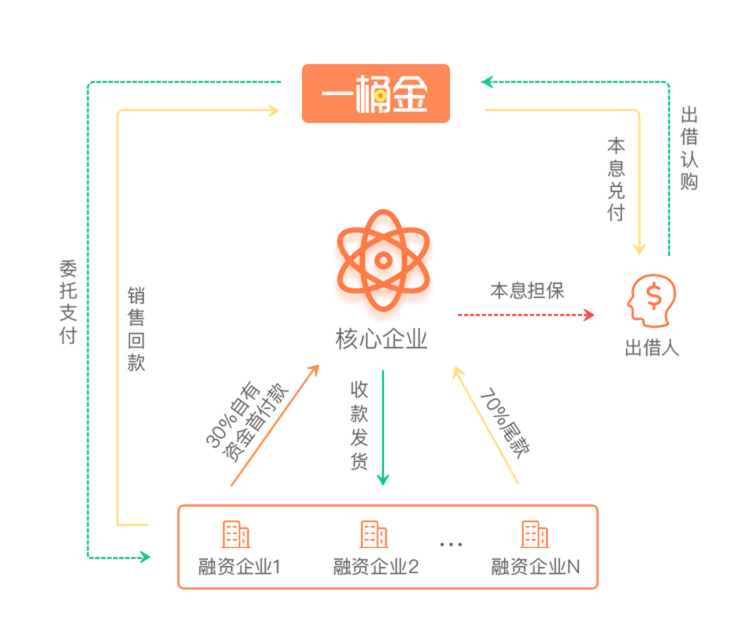 一桶金
出借认购
本息兑付
委托支付
销售回款
本息担保
核心企业
出借人
30%自有
资金首付款
收款发货
70%尾款
融资企业1
融资企业2
...
融资企业N